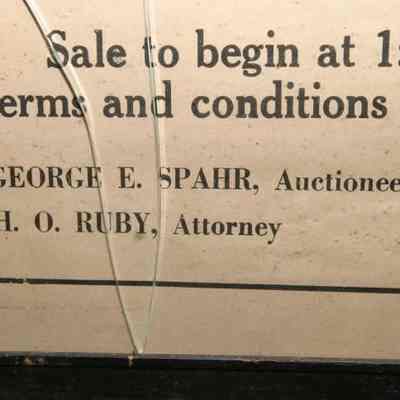 Sale to begin at 1:
erms and conditions
GEORGE E. SPAHR, Auctionee
H. O. RUBY, Attorney